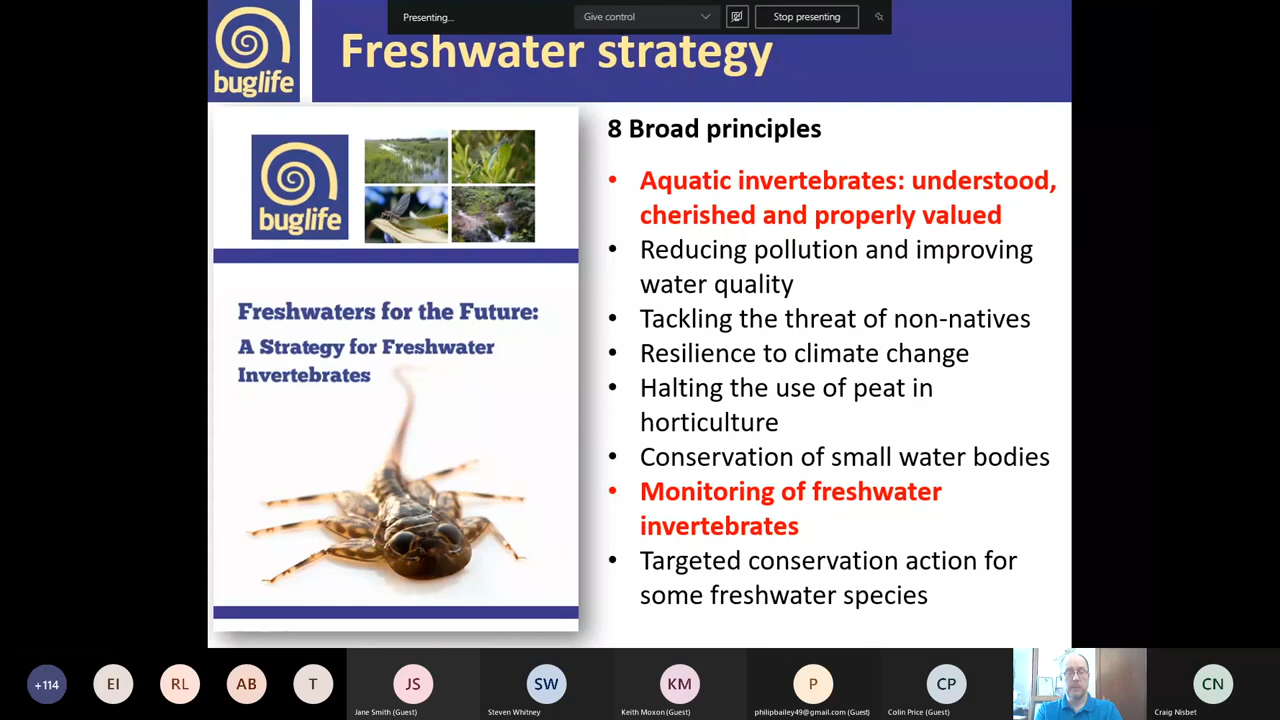 Presenting...
Give control
Stop presenting
buglife
Freshwater strategy
buglife
Freshwaters for the Future:
A Strategy for Freshwater
Invertebrates
8 Broad principles
• Aquatic invertebrates: understood,
cherished and properly valued
• Reducing pollution and improving
water quality
• Tackling the threat of non-natives
• Resilience to climate change
• Halting the use of peat in
horticulture
• Conservation of small water bodies
• Monitoring of freshwater
invertebrates
• Targeted conservation action for
some freshwater species
+114
EI
RL
AB
T
JS
Jane Smith (Guest)
SW
Steven Whitney
KM
Keith Moxon (Guest)
P
philipbailey49@gmail.com (Guest)
CP
Colin Price (Guest)
CN
Craig Nisbet